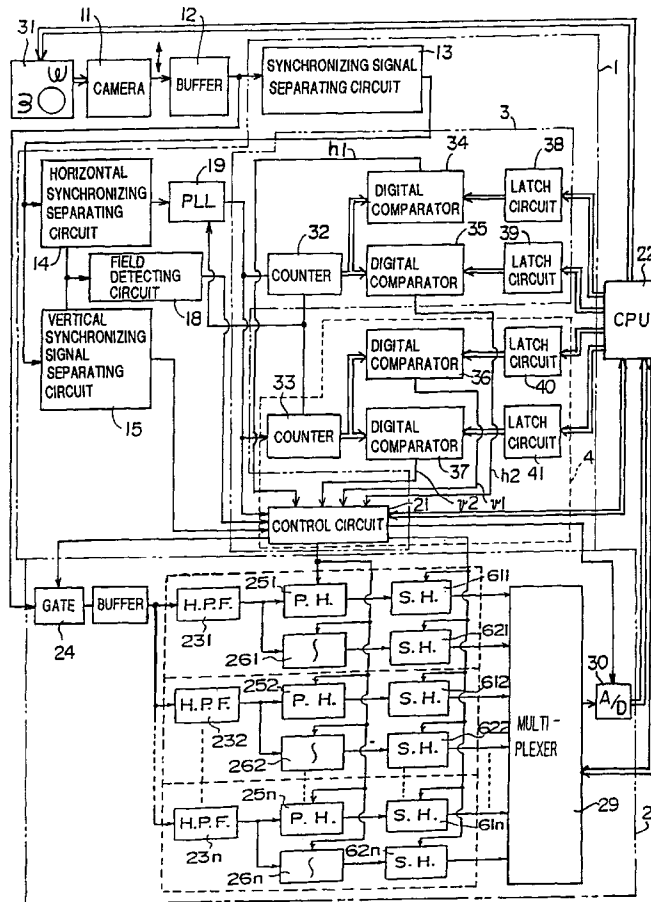 31
11
12
13
CAMERA
BUFFER
SYNCHRONIZING SIGNAL
SEPARATING CIRCUIT
1
3
h1
34
38
HORIZONTAL
SYNCHRONIZING
SEPARATING
CIRCUIT
14
19
PLL
DIGITAL
COMPARATOR
LATCH
CIRCUIT
32
COUNTER
35
DIGITAL
COMPARATOR
39
LATCH
CIRCUIT
22
CPU
FIELD
DETECTING
CIRCUIT
18
VERTICAL
SYNCHRONIZING
SIGNAL
SEPARATING
CIRCUIT
15
DIGITAL
COMPARATOR
36
LATCH
CIRCUIT
40
33
COUNTER
DIGITAL
COMPARATOR
37
LATCH
CIRCUIT
41
4
21
v2
v1
h2
CONTROL CIRCUIT
GATE
24
BUFFER
H.P.F.
231
251
P. H.
S. H.
611
261
∫
S. H.
621
252
H.P.F.
232
P. H.
S. H.
612
262
∫
S. H.
622
25n
H.P.F.
23n
P. H.
S. H.
61n
26n
∫
62n
S. H.
MULTI-
PLEXER
29
30
A/D
2